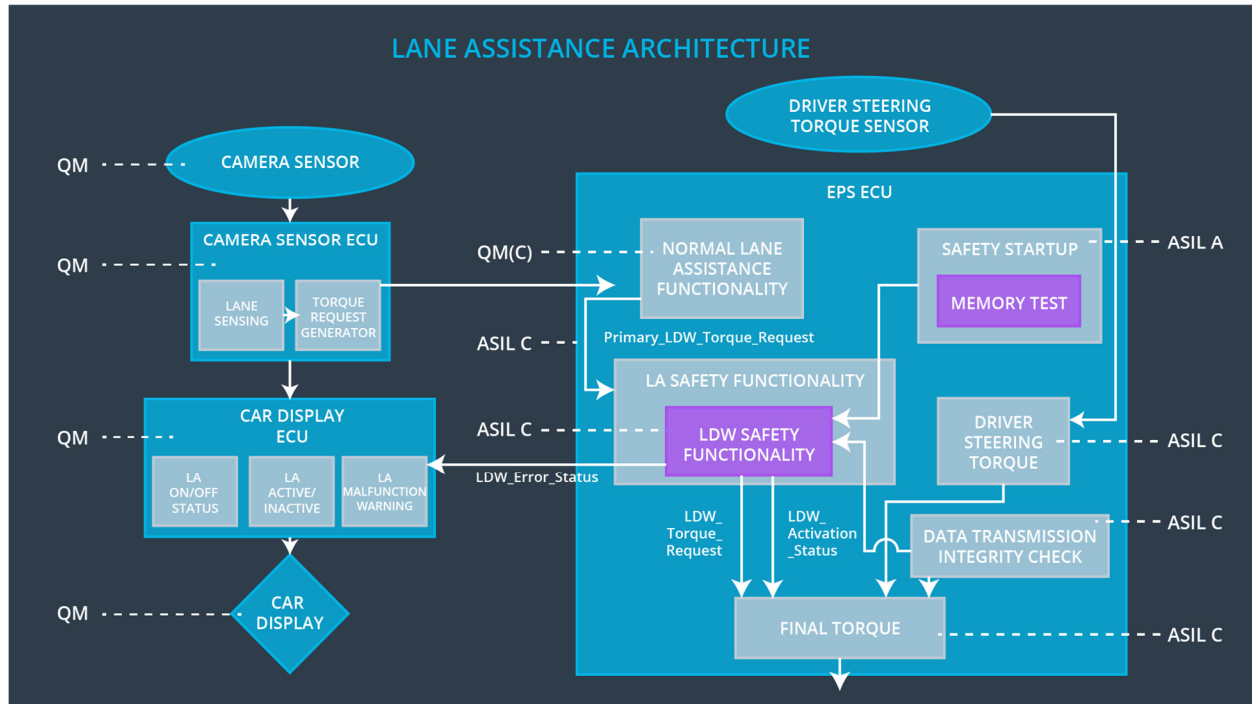 LANE ASSISTANCE ARCHITECTURE
DRIVER STEERING
TORQUE SENSOR
QM
CAMERA SENSOR
EPS ECU
QM
CAMERA SENSOR ECU
LANE
SENSING
TORQUE
REQUEST
GENERATOR
QM(C)
NORMAL LANE
ASSISTANCE
FUNCTIONALITY
SAFETY STARTUP
MEMORY TEST
ASIL A
ASIL C
Primary_LDW_Torque_Request
LA SAFETY FUNCTIONALITY
ASIL C
LDW SAFETY
FUNCTIONALITY
DRIVER
STEERING
TORQUE
ASIL C
QM
CAR DISPLAY
ECU
LA
ON/OFF
STATUS
LA
ACTIVE/
INACTIVE
LA
MALFUNCTION
WARNING
LDW_Error_Status
LDW_
Torque_
Request
LDW_
Activation
_Status
DATA TRANSMISSION
INTEGRITY CHECK
ASIL C
QM
CAR
DISPLAY
FINAL TORQUE
ASIL C